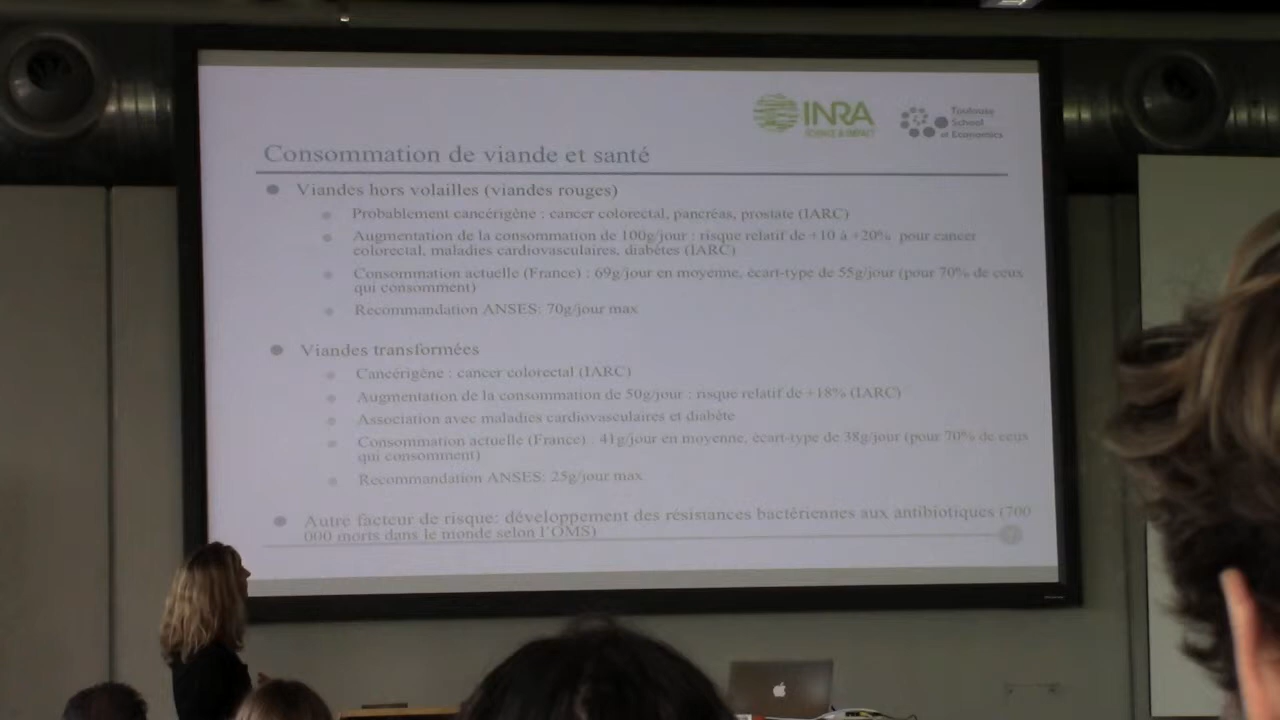 INRA
SCIENCE & IMPACT
Toulouse
School
of Economics
Consommation de viande et santé
Viandes hors volailles (viandes rouges)
Probablement cancérigène : cancer colorectal, pancréas, prostate (IARC)
Augmentation de la consommation de 100g/jour : risque relatif de +10 à +20% pour cancer
colorectal, maladies cardiovasculaires, diabètes (IARC)
Consommation actuelle (France) : 69g/jour en moyenne, écart-type de 55g/jour (pour 70% de ceux
qui consomment)
Recommandation ANSES: 70g/jour max
Viandes transformées
Cancérigène : cancer colorectal (IARC)
Augmentation de la consommation de 50g/jour : risque relatif de +18% (IARC)
Association avec maladies cardiovasculaires et diabète
Consommation actuelle (France) : 41g/jour en moyenne, écart-type de 38g/jour (pour 70% de ceux
qui consomment)
Recommandation ANSES: 25g/jour max
Autre facteur de risque: développement des résistances bactériennes aux antibiotiques (700
000 morts dans le monde selon l'OMS)